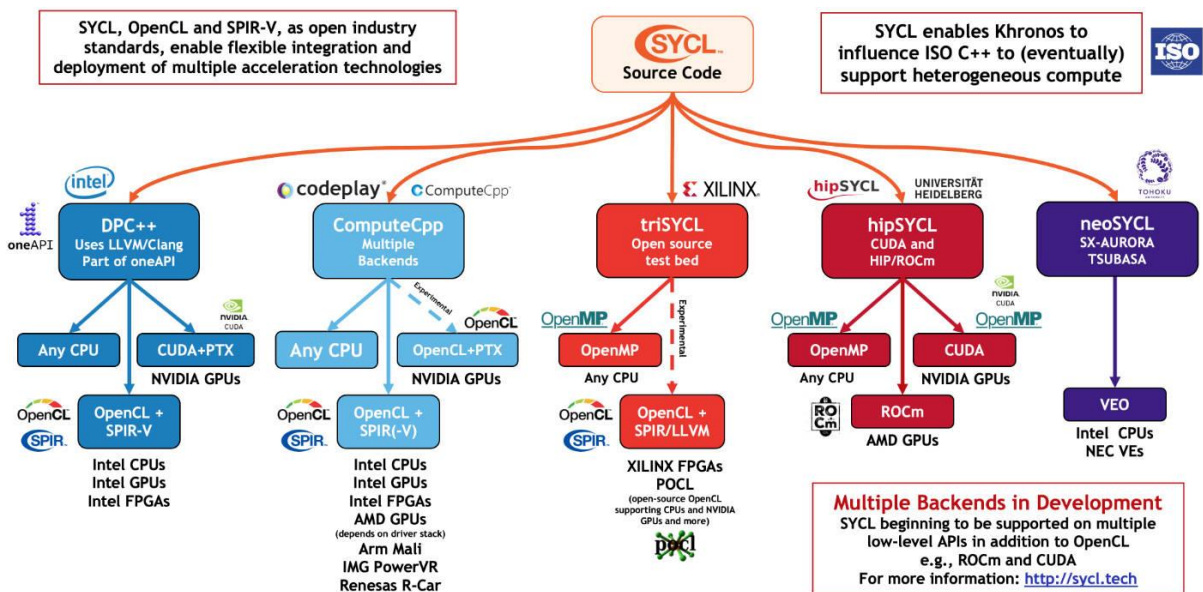 SYCL, OpenCL and SPIR-V, as open industry
standards, enable flexible integration and
deployment of multiple acceleration technologies
SYCL™
Source Code
SYCL enables Khronos to
influence ISO C++ to (eventually)
support heterogeneous compute
ISO
intel
oneAPI
DPC++
Uses LLVM/Clang
Part of oneAPI
NVIDIA
CUDA
Any CPU
CUDA+PTX
NVIDIA GPUs
OpenCL
SPIR™
OpenCL +
SPIR-V
Intel CPUs
Intel GPUs
Intel FPGAs
codeplay®
ComputeCpp™
ComputeCpp
Multiple
Backends
Experimental
OpenCL
Any CPU
OpenCL+PTX
NVIDIA GPUs
OpenCL
SPIR™
OpenCL +
SPIR(-V)
Intel CPUs
Intel GPUs
Intel FPGAs
AMD GPUs
(depends on driver stack)
Arm Mali
IMG PowerVR
Renesas R-Car
XILINX®
triSYCL
Open source
test bed
Experimental
OpenMP
OpenMP
Any CPU
OpenCL
SPIR™
OpenCL +
SPIR/LLVM
XILINX FPGAs
POCL
(open-source OpenCL
supporting CPUs and NVIDIA
GPUs and more)
pocl
hipSYCL
UNIVERSITÄT
HEIDELBERG
hipSYCL
CUDA and
HIP/ROCm
NVIDIA
CUDA
OpenMP
OpenMP
OpenMP
CUDA
Any CPU
NVIDIA GPUs
ROCm
ROCm
AMD GPUs
TOHOKU
UNIVERSITY
neoSYCL
SX-AURORA
TSUBASA
VEO
Intel CPUs
NEC VEs
Multiple Backends in Development
SYCL beginning to be supported on multiple
low-level APIs in addition to OpenCL
e.g., ROCm and CUDA
For more information: http://sycl.tech